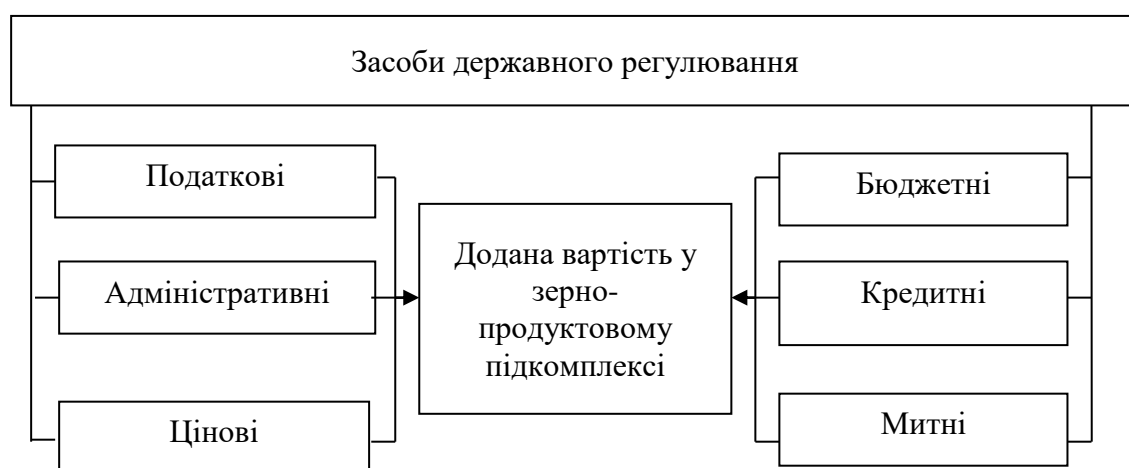 Засоби державного регулювання
Податкові
Адміністративні
Цінові
Додана вартість у
зерно-
продуктовому
підкомплексі
Бюджетні
Кредитні
Митні